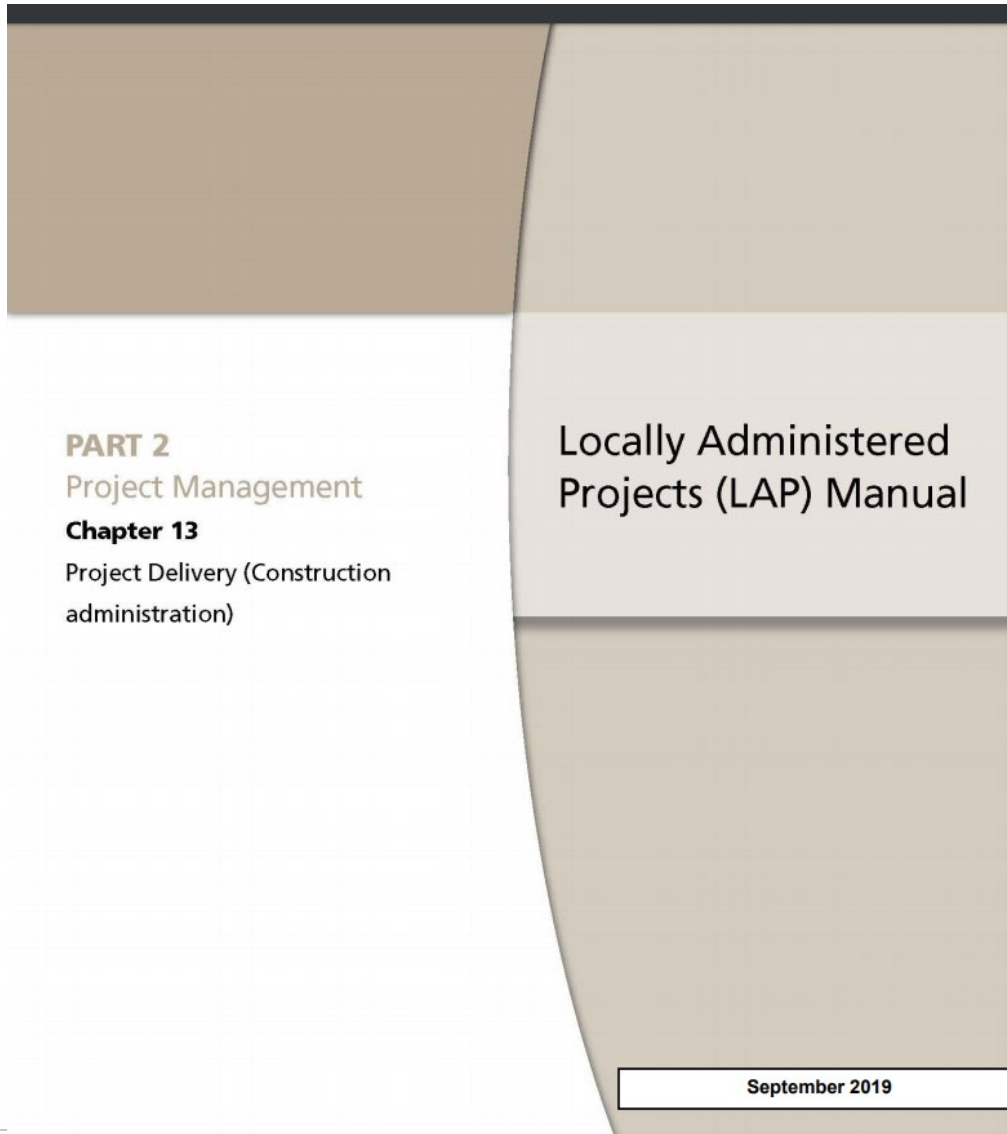 PART 2
Project Management
Chapter 13
Project Delivery (Construction
administration)
Locally Administered
Projects (LAP) Manual
September 2019